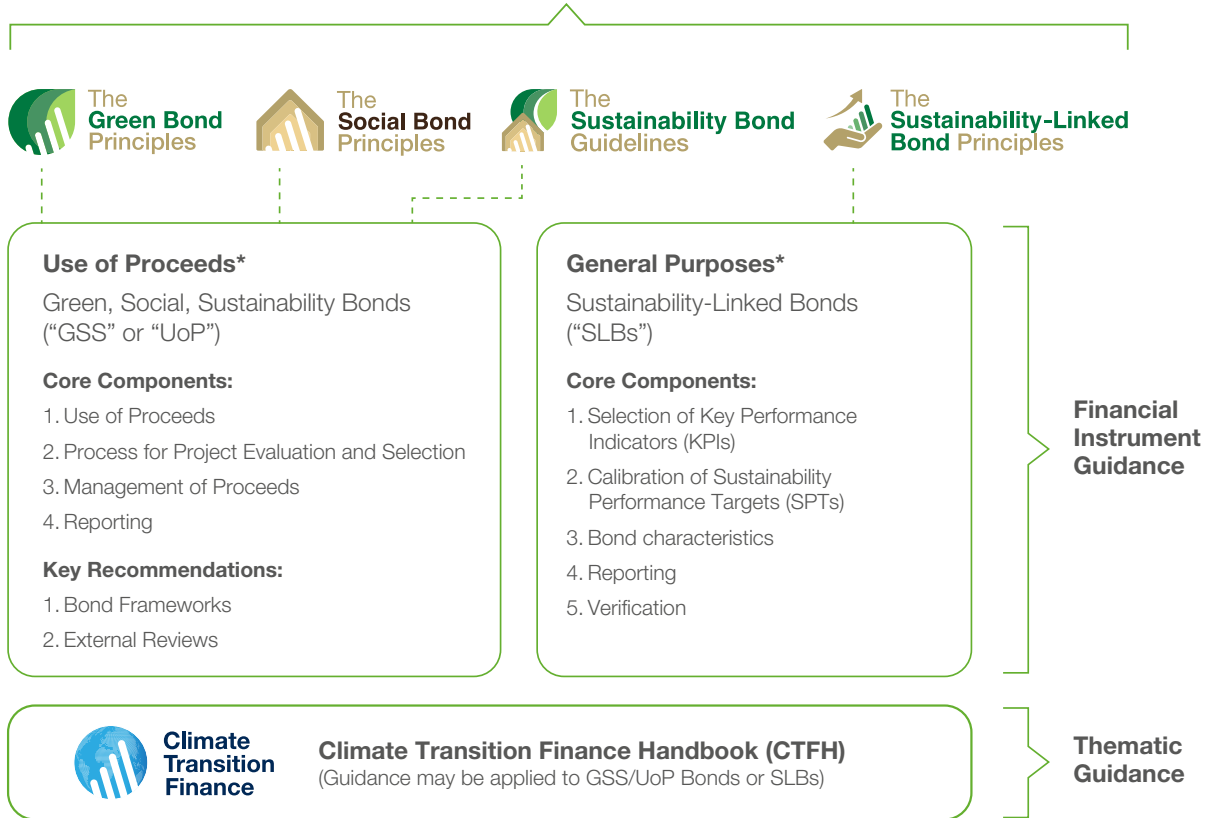 The
Green Bond
Principles
The
Social Bond
Principles
The
Sustainability Bond
Guidelines
The
Sustainability-Linked
Bond Principles
Use of Proceeds*
Green, Social, Sustainability Bonds
(“GSS” or “UoP”)
Core Components:
1. Use of Proceeds
2. Process for Project Evaluation and Selection
3. Management of Proceeds
4. Reporting
Key Recommendations:
1. Bond Frameworks
2. External Reviews
General Purposes*
Sustainability-Linked Bonds
(“SLBs”)
Core Components:
1. Selection of Key Performance
Indicators (KPIs)
2. Calibration of Sustainability
Performance Targets (SPTs)
3. Bond characteristics
4. Reporting
5. Verification
Financial
Instrument
Guidance
Climate
Transition
Finance
Climate Transition Finance Handbook (CTFH)
(Guidance may be applied to GSS/UoP Bonds or SLBs)
Thematic
Guidance